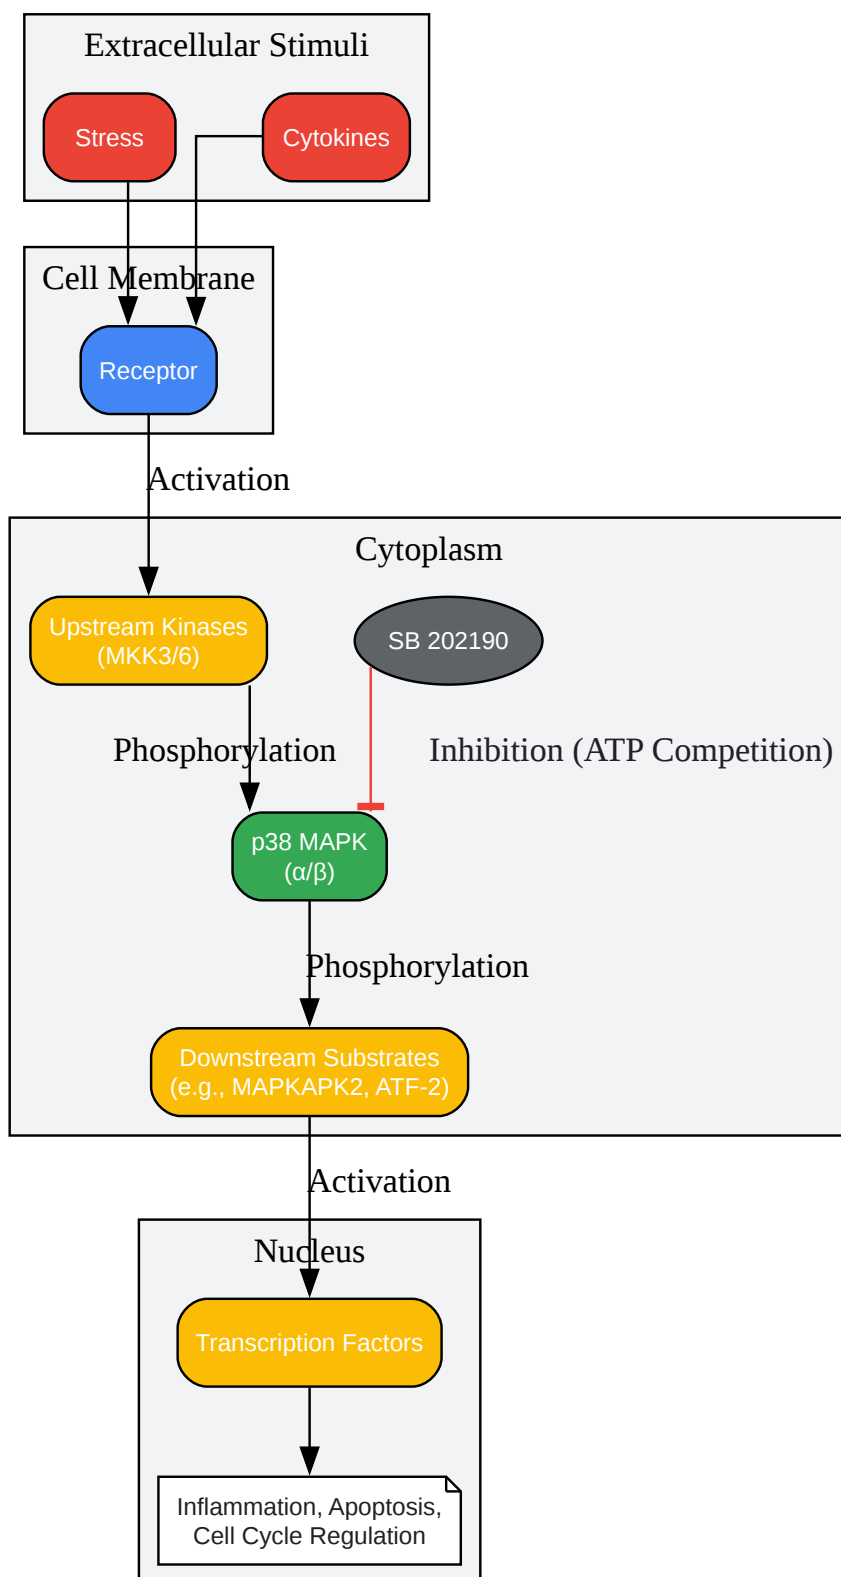 Extracellular Stimuli
Stress
Cytokines
Cell Membrane
Receptor
Activation
Cytoplasm
Upstream Kinases
(MKK3/6)
SB 202190
Phosphorylation
Inhibition (ATP Competition)
p38 MAPK
(α/β)
Phosphorylation
Downstream Substrates
(e.g., MAPKAPK2, ATF-2)
Activation
Nucleus
Transcription Factors
Inflammation, Apoptosis,
Cell Cycle Regulation